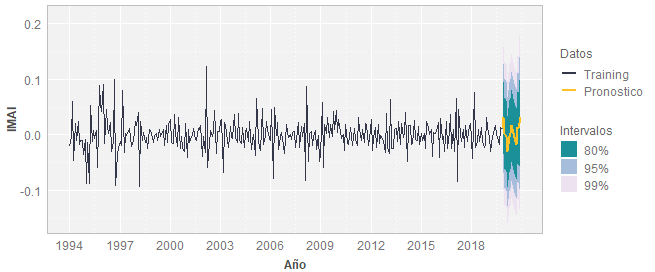 0.2
0.1
0.0
-0.1
IMAI
1994 1997 2000 2003 2006 2009 2012 2015 2018
Año
Datos
Training
Pronostico
Intervalos
80%
95%
99%